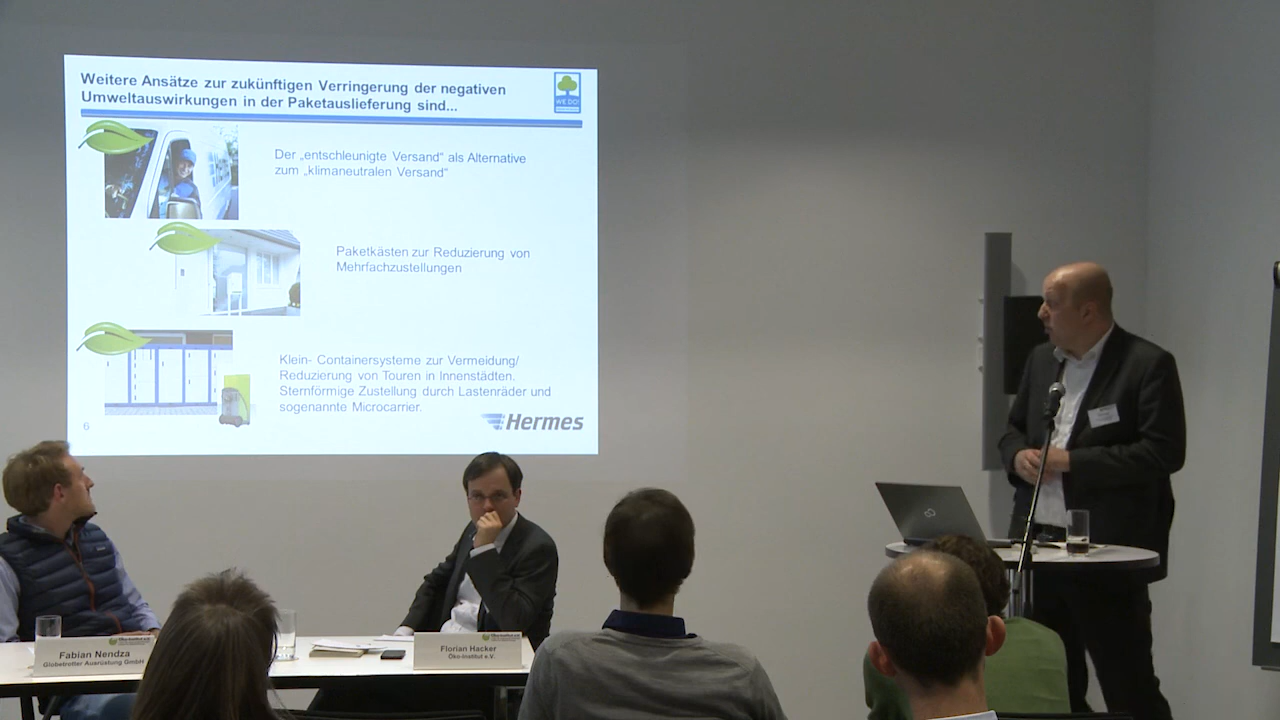 Weitere Ansätze zur zukünftigen Verringerung der negativen
Umweltauswirkungen in der Paketauslieferung sind...
WE DO!
Der „entschleunigte Versand“ als Alternative
zum „klimaneutralen Versand“
Paketkästen zur Reduzierung von
Mehrfachzustellungen
Klein- Containersysteme zur Vermeidung/
Reduzierung von Touren in Innenstädten.
Sternförmige Zustellung durch Lastenräder und
sogenannte Microcarrier.
6
Hermes
Fabian Nendza
Globetrotter Ausrüstung GmbH
Florian Hacker
Öko-Institut e.V.